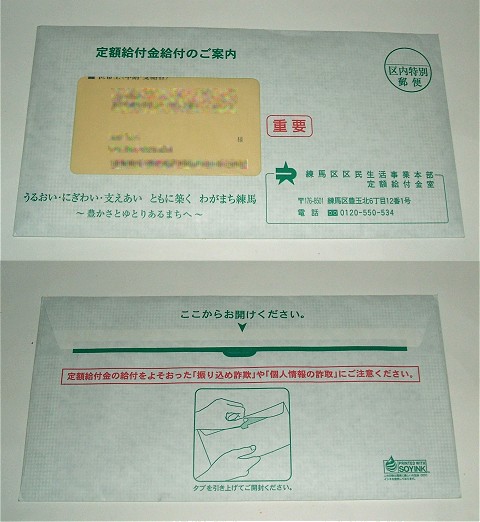 定額給付金給付のご案内
区内特別
郵便
重要
練馬区区民生活事業本部
定額給付金室
〒176-8501 練馬区豊玉北6丁目12番1号
電話 0120-550-534
うるおい・にぎわい・支えあい ともに築く わがまち練馬
～豊かさとゆとりあるまちへ～
ここからお開けください。
定額給付金の給付をよそおった「振り込め詐欺」や「個人情報の詐取」にご注意ください。
タブを引き上げてご開封ください。
PRINTED WITH
SOY INK